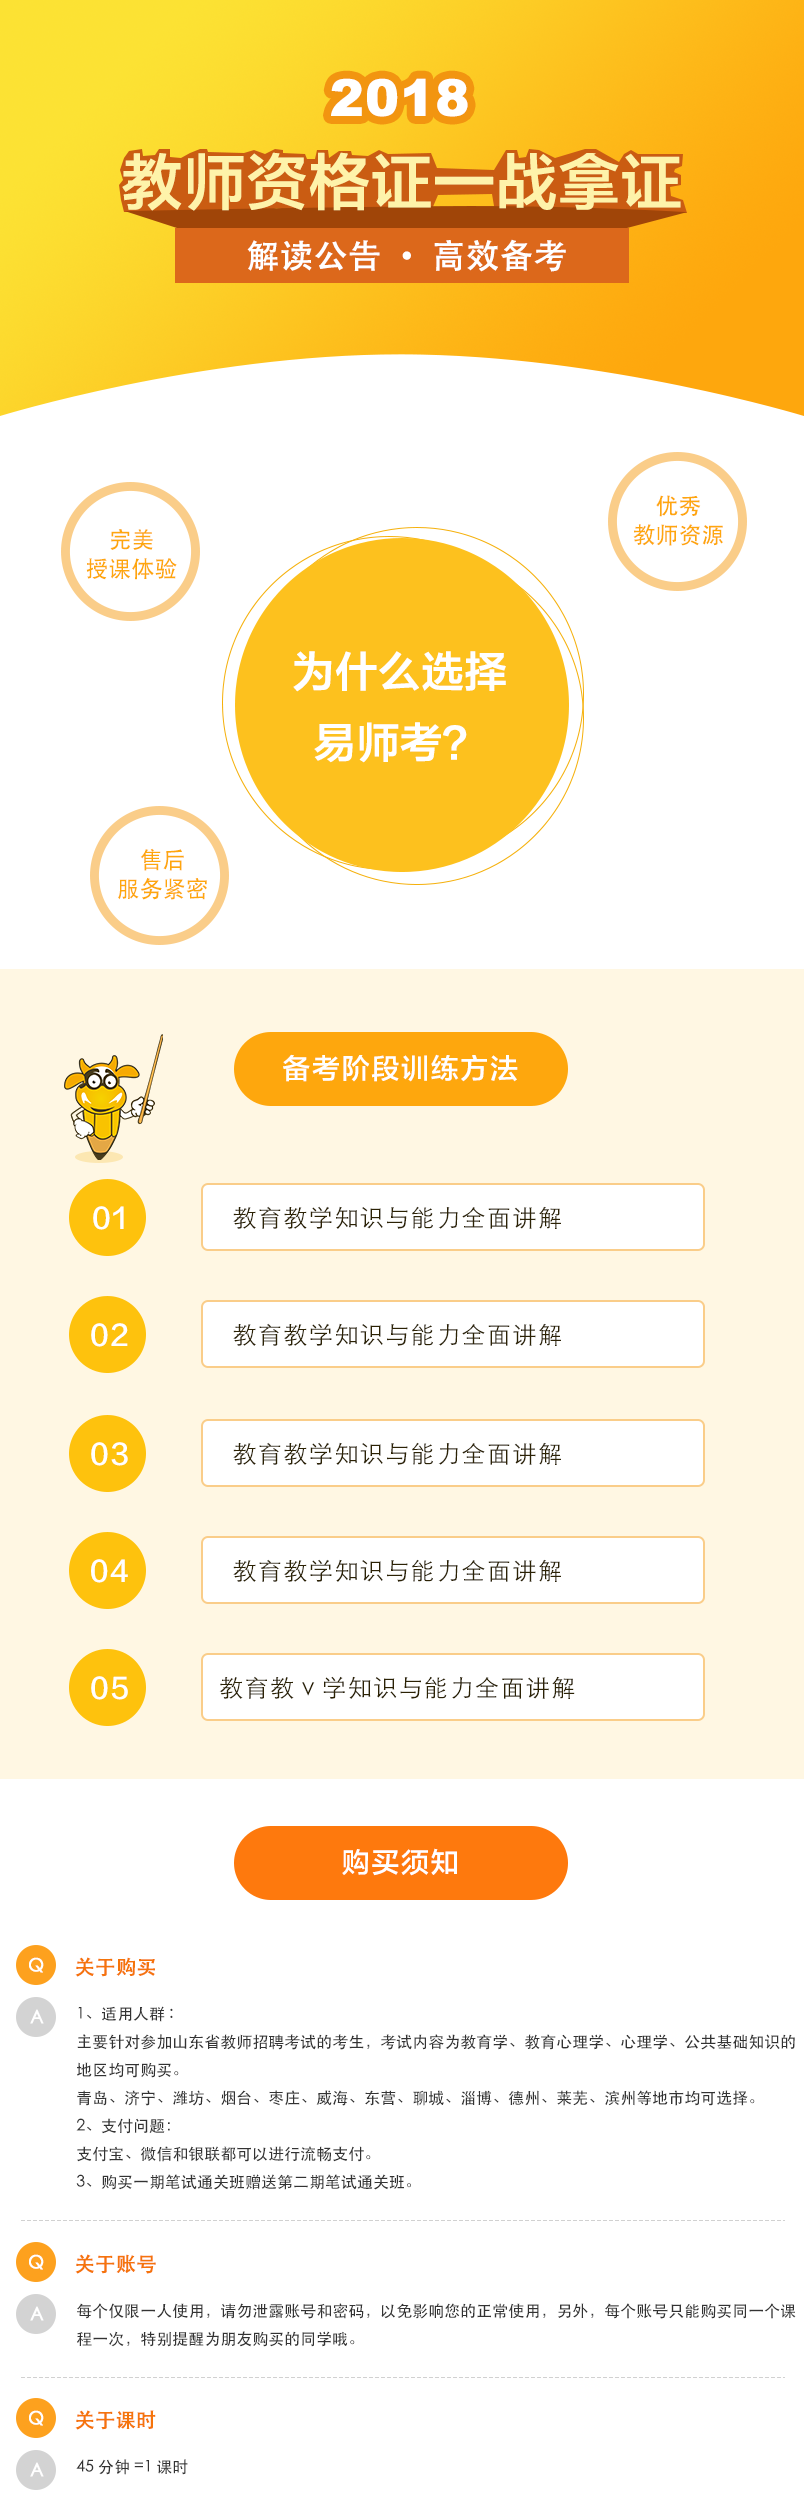 2018
教师资格证一战拿证
解读公告 · 高效备考
优秀
教师资源
完美
授课体验
为什么选择
易师考?
售后
服务紧密
备考阶段训练方法
01
教育教学知识与能力全面讲解
02
教育教学知识与能力全面讲解
03
教育教学知识与能力全面讲解
04
教育教学知识与能力全面讲解
05
教育教 v 学知识与能力全面讲解
购买须知
Q 关于购买
A 1、适用人群：
主要针对参加山东省教师招聘考试的考生，考试内容为教育学、教育心理学、心理学、公共基础知识的
地区均可购买。
青岛、济宁、潍坊、烟台、枣庄、威海、东营、聊城、淄博、德州、莱芜、滨州等地市均可选择。
2、支付问题：
支付宝、微信和银联都可以进行流畅支付。
3、购买一期笔试通关班赠送第二期笔试通关班。
Q 关于账号
A 每个仅限一人使用，请勿泄露账号和密码，以免影响您的正常使用，另外，每个账号只能购买同一个课
程一次，特别提醒为朋友购买的同学哦。
Q 关于课时
A 45 分钟 =1 课时